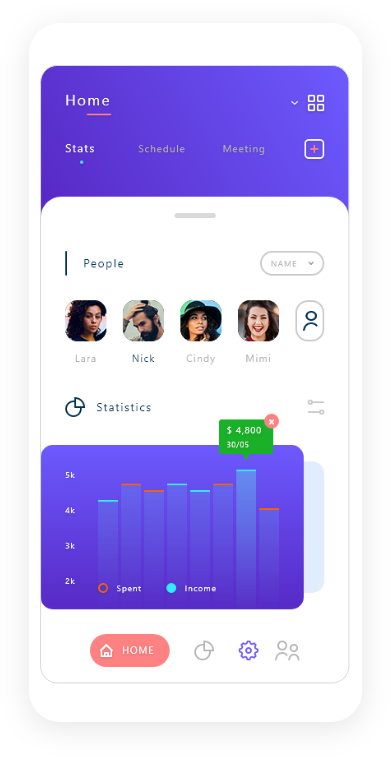 Home
Stats Schedule Meeting
People NAME
Lara Nick Cindy Mimi
Statistics
$ 4,800
30/05
5k
4k
3k
2k
Spent Income
HOME